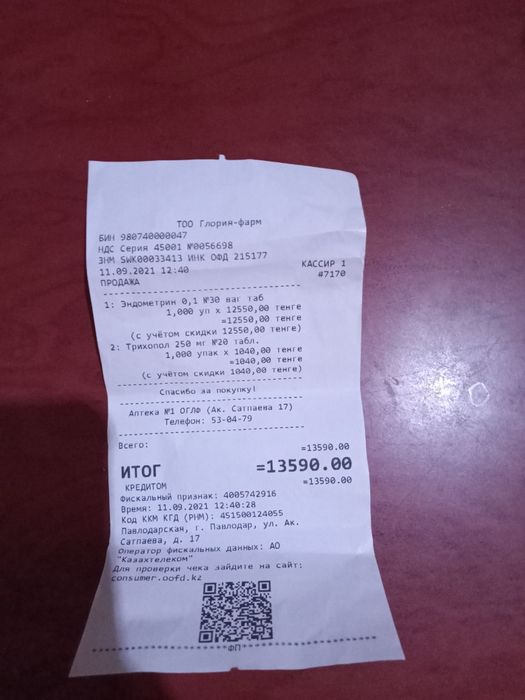 ТОО Глория-фарм
БИН 980740000047
НДС Серия 45001 №0056698
ЗНМ SWK00033413 ИНК ОФД 215177
11.09.2021 12:40 КАССИР 1
ПРОДАЖА #7170
1: Эндометрин 0,1 №30 ваг таб
1,000 уп x 12550,00 тенге
=12550,00 тенге
(с учётом скидки 12550,00 тенге)
2: Трихопол 250 мг №20 табл.
1,000 упак x 1040,00 тенге
=1040,00 тенге
(с учётом скидки 1040,00 тенге)
Спасибо за покупку!
Аптека №1 ОГЛФ (Ак. Сатпаева 17)
Телефон: 53-04-79
Всего: =13590.00
ИТОГ =13590.00
КРЕДИТОМ =13590.00
Фискальный признак: 4005742916
Время: 11.09.2021 12:40:28
Код ККМ КГД (РНМ): 451500124055
Павлодарская, г. Павлодар, ул. Ак.
Сатпаева, д. 17
Оператор фискальных данных: АО
"Казахтелеком"
Для проверки чека зайдите на сайт:
consumer.oofd.kz
ФП